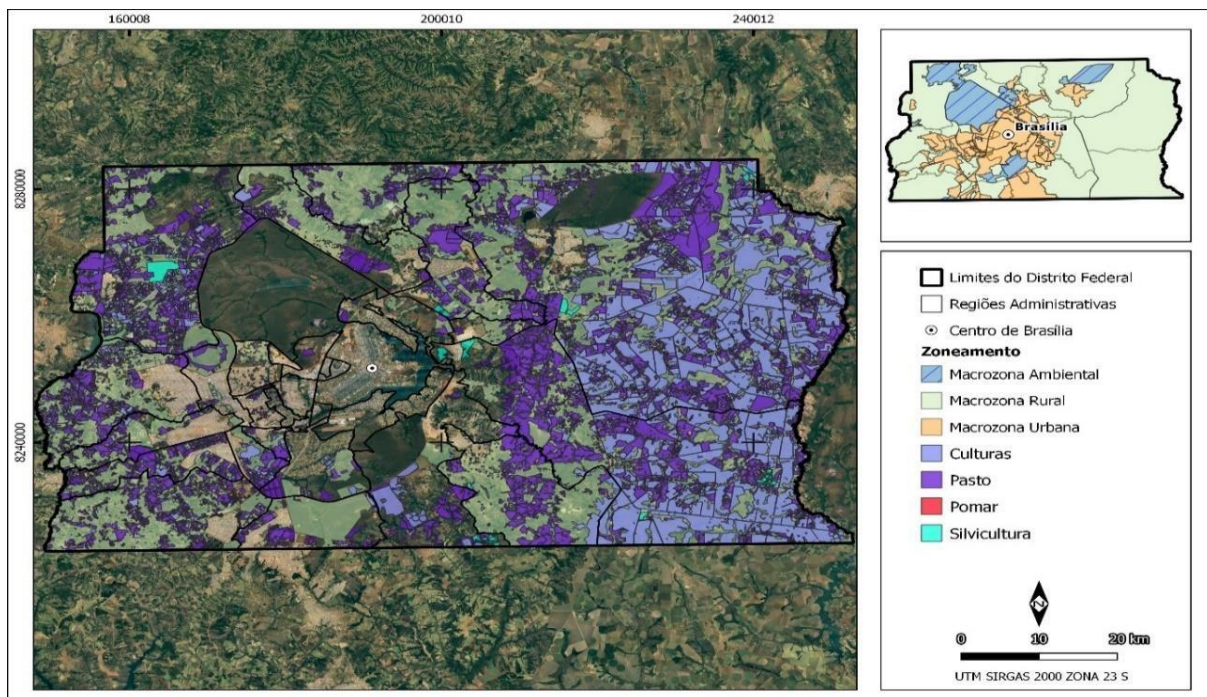 160008
200010
240012
8280000
8240000
Brasília
Limites do Distrito Federal
Regiões Administrativas
Centro de Brasília
Zoneamento
Macrozona Ambiental
Macrozona Rural
Macrozona Urbana
Culturas
Pasto
Pomar
Silvicultura
N
0 10 20 km
UTM SIRGAS 2000 ZONA 23 S